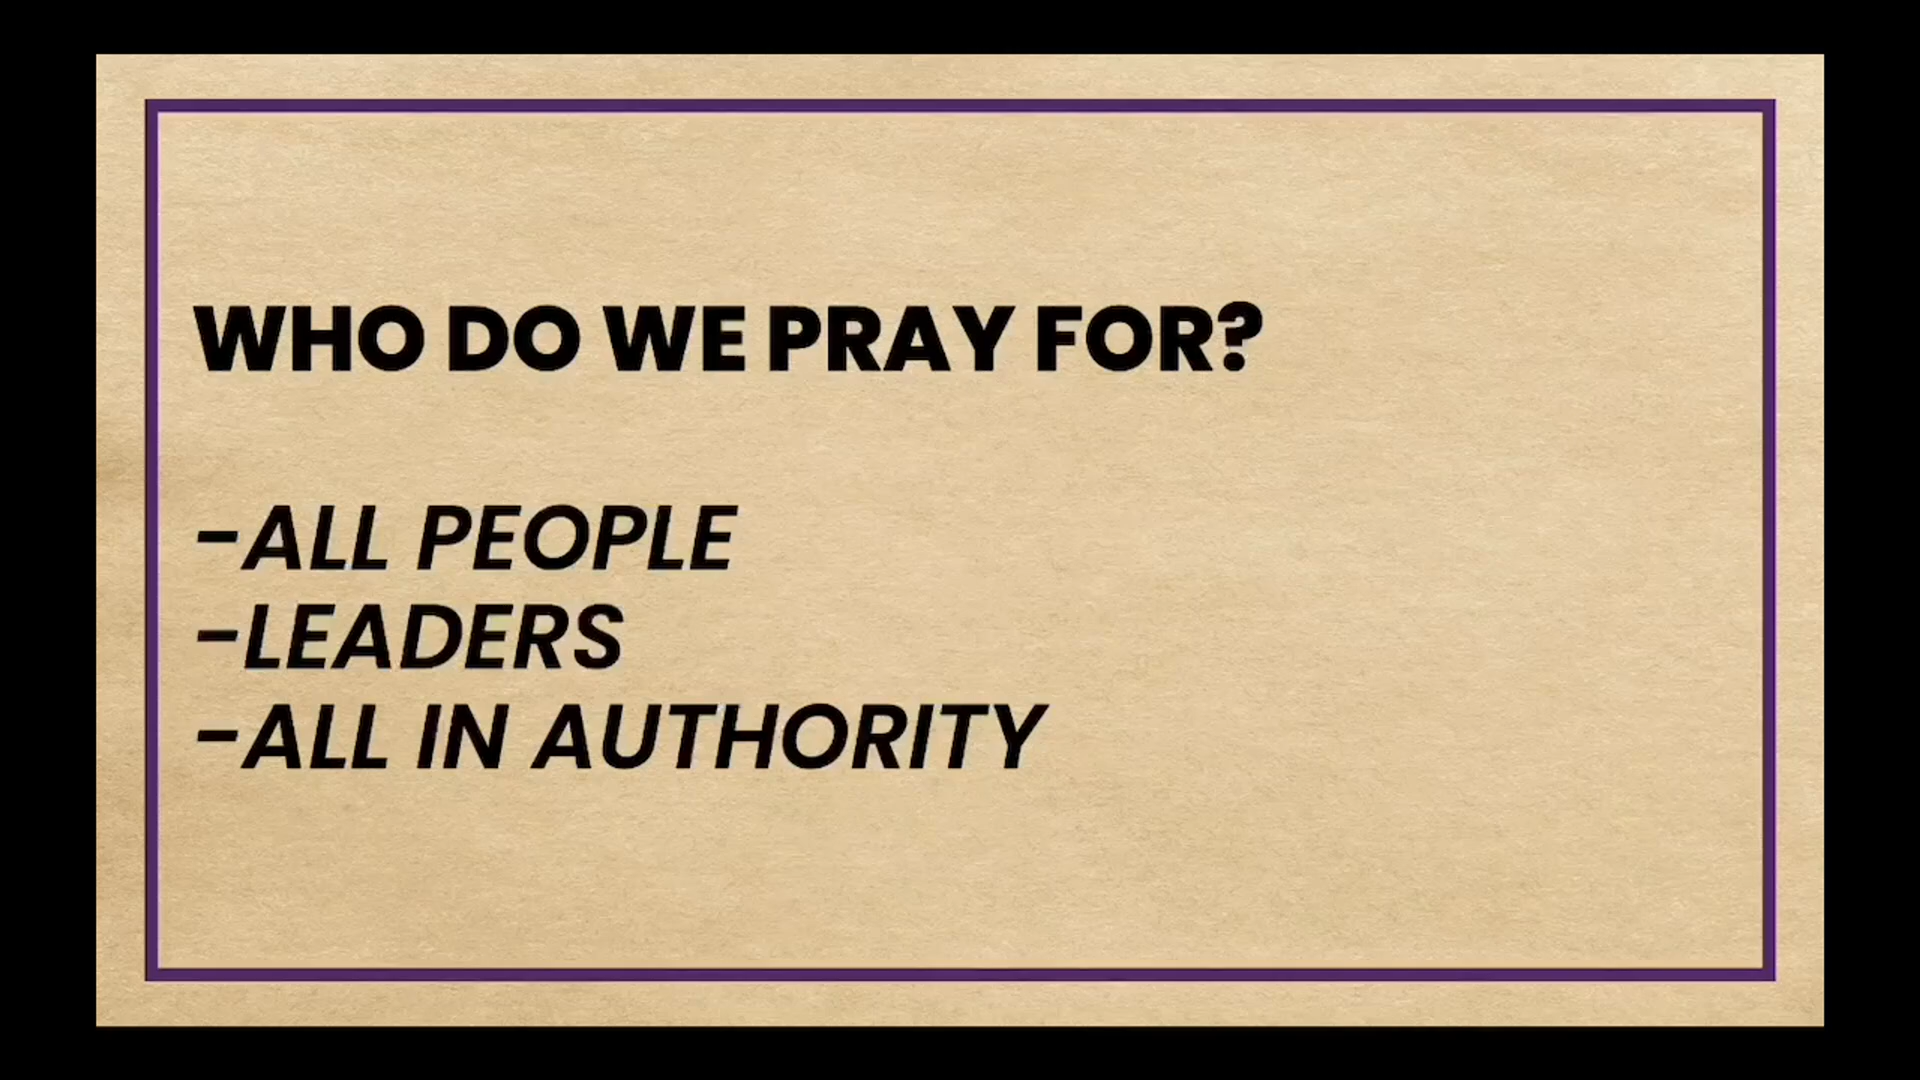 WHO DO WE PRAY FOR?
-ALL PEOPLE
-LEADERS
-ALL IN AUTHORITY